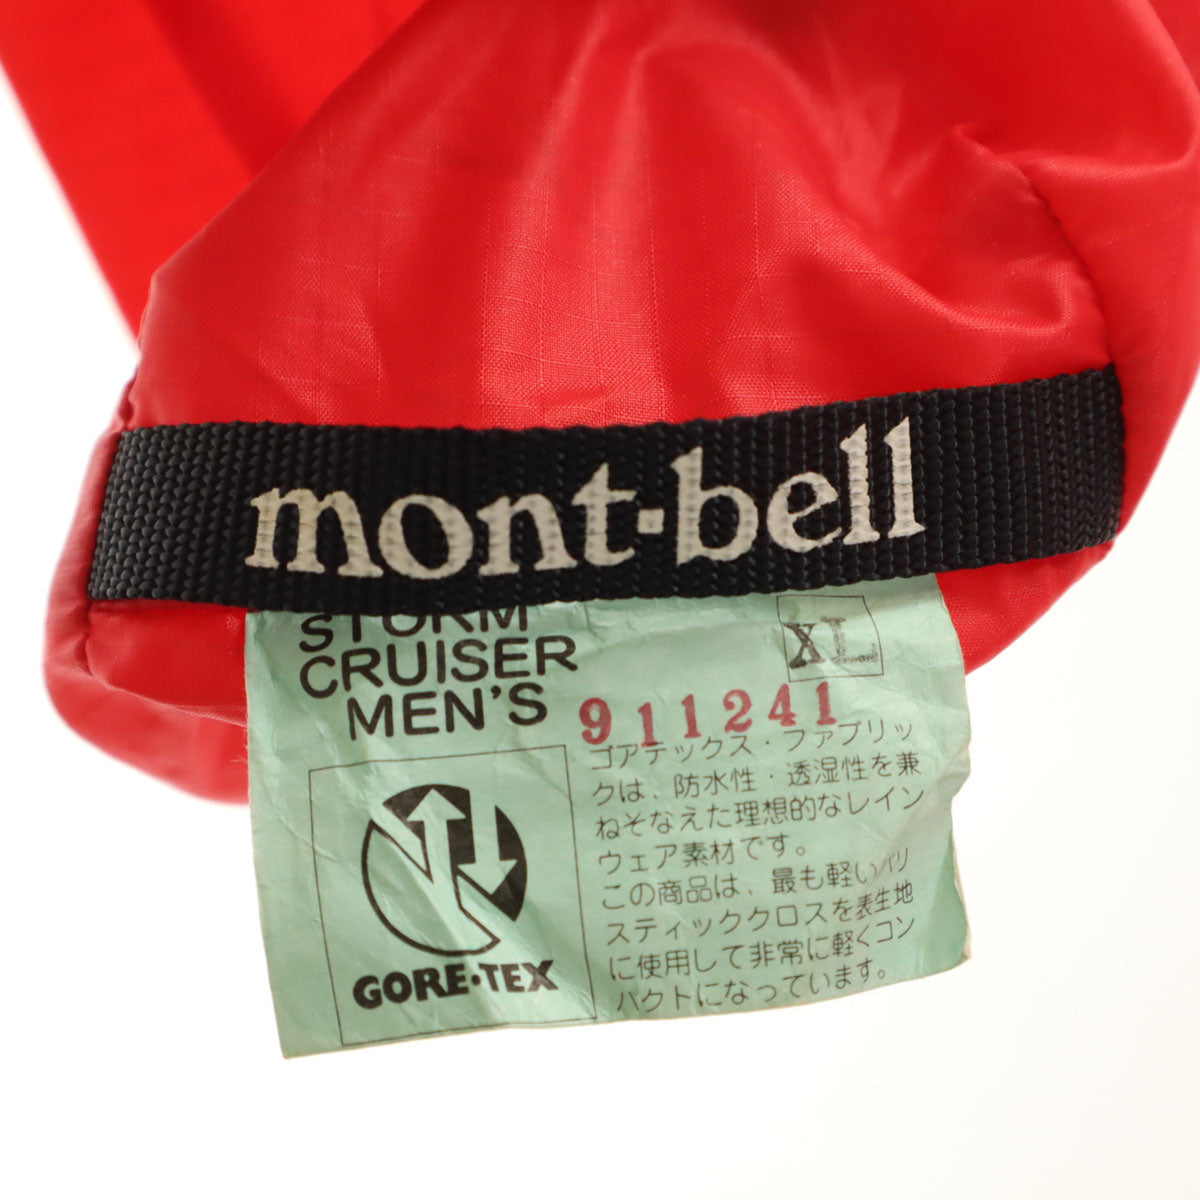 mont-bell
STORM
CRUISER
MEN'S
XL
911241
GORE-TEX
ゴアテックス・ファブリッ
クは、防水性・透湿性を兼
ねそなえた理想的なレイン
ウェア素材です。
この商品は、最も軽いバリ
スティッククロスを表生地
に使用して非常に軽くコン
パクトになっています。